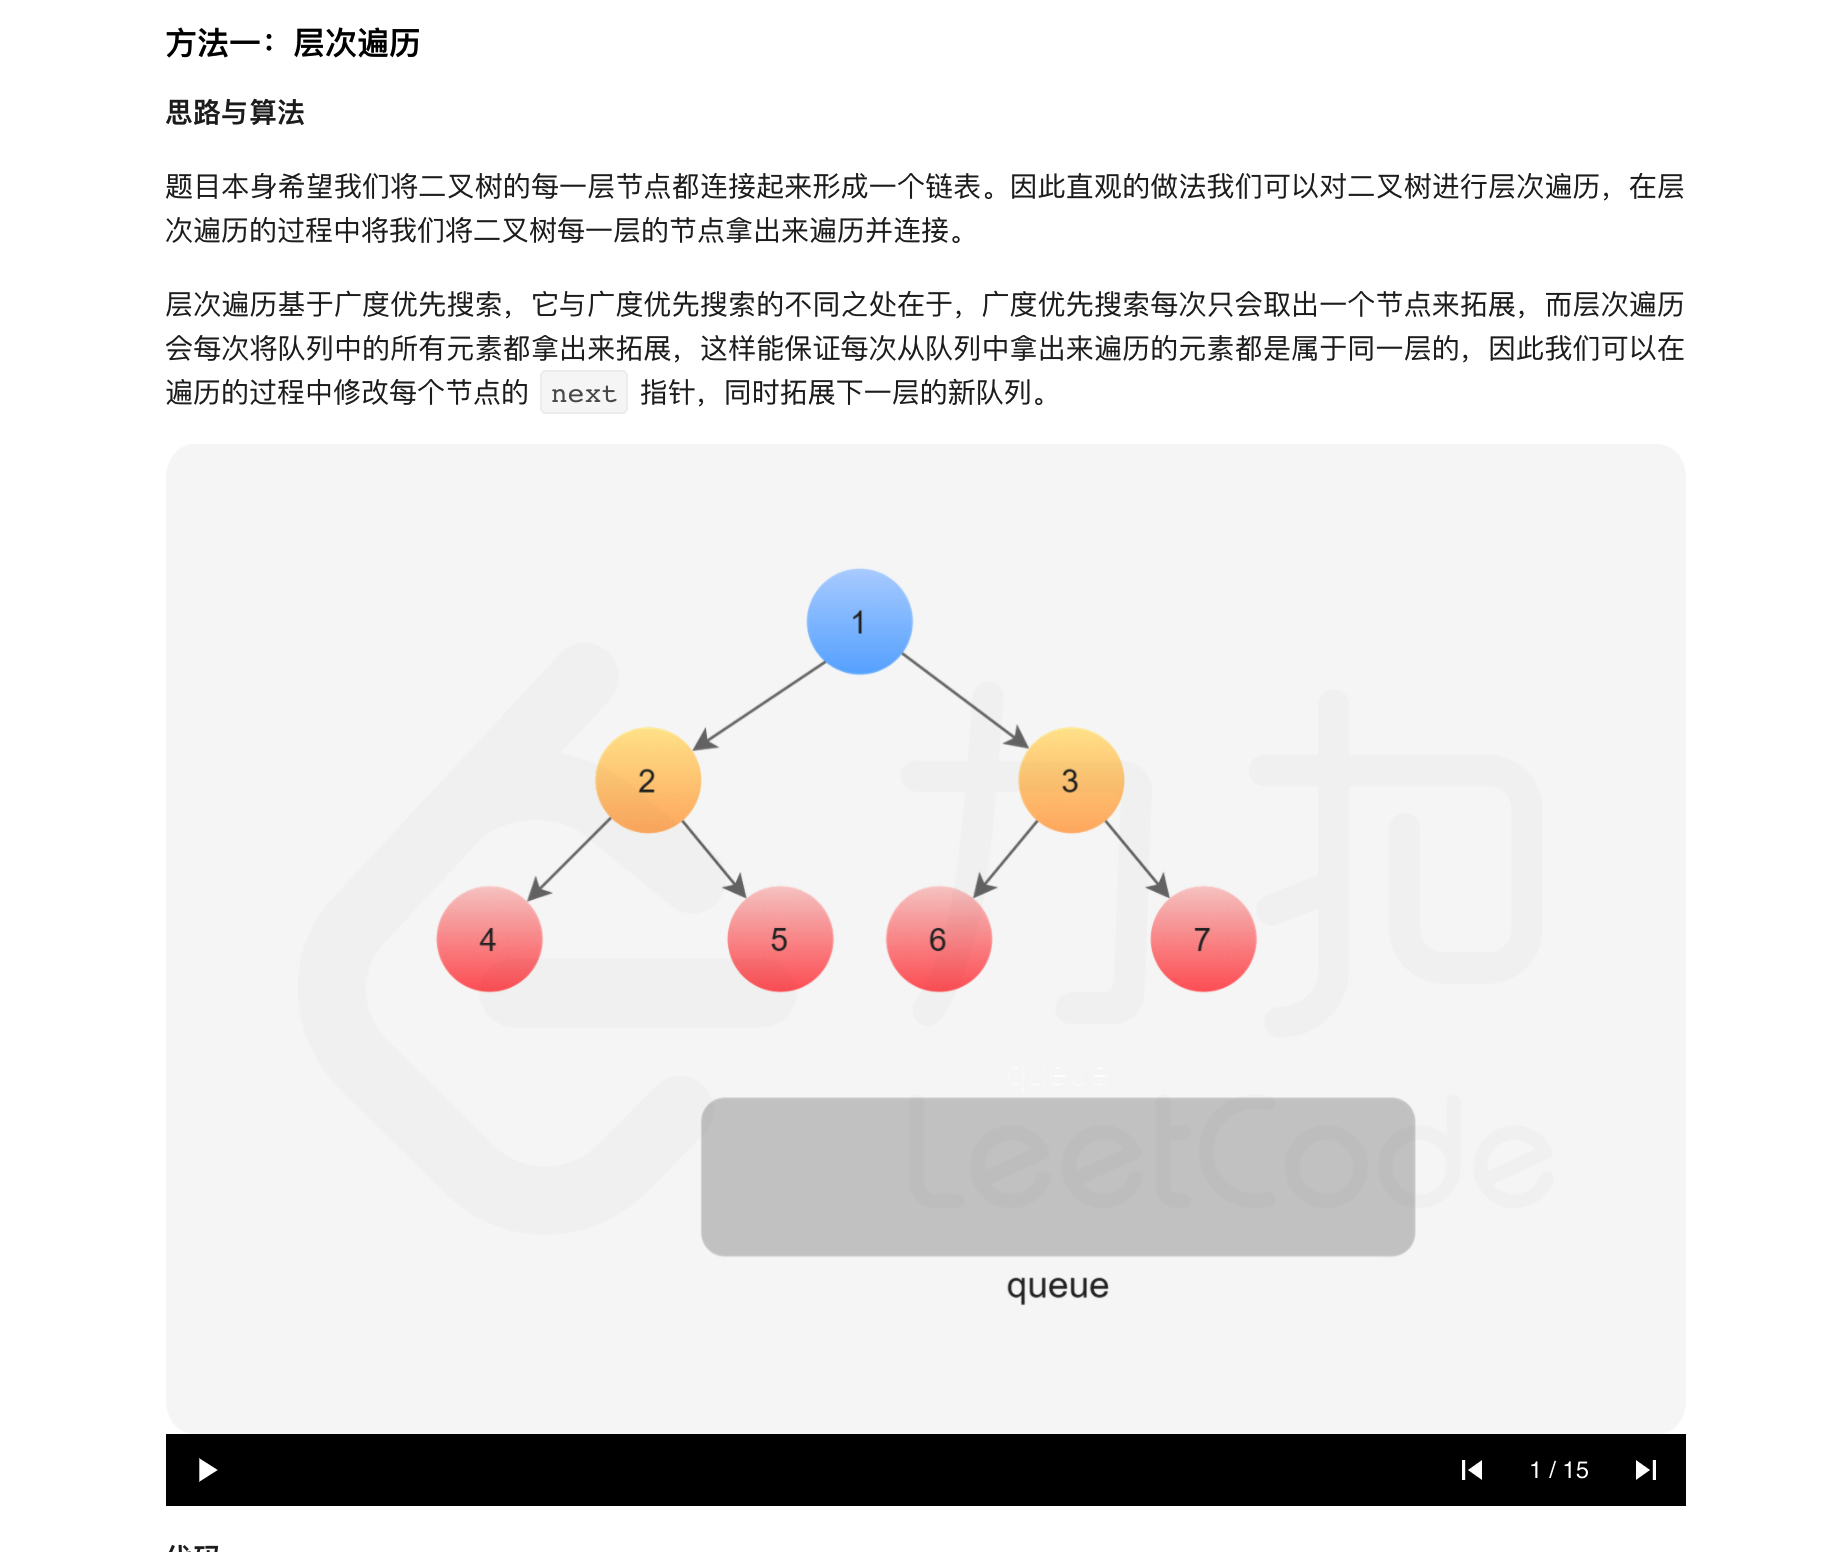 方法一：层次遍历
思路与算法
题目本身希望我们将二叉树的每一层节点都连接起来形成一个链表。因此直观的做法我们可以对二叉树进行层次遍历，在层
次遍历的过程中将我们将二叉树每一层的节点拿出来遍历并连接。
层次遍历基于广度优先搜索，它与广度优先搜索的不同之处在于，广度优先搜索每次只会取出一个节点来拓展，而层次遍历
会每次将队列中的所有元素都拿出来拓展，这样能保证每次从队列中拿出来遍历的元素都是属于同一层的，因此我们可以在
遍历的过程中修改每个节点的 next 指针，同时拓展下一层的新队列。
1
2
3
4
5
6
7
力扣
LeetCode
queue
1 / 15
代码